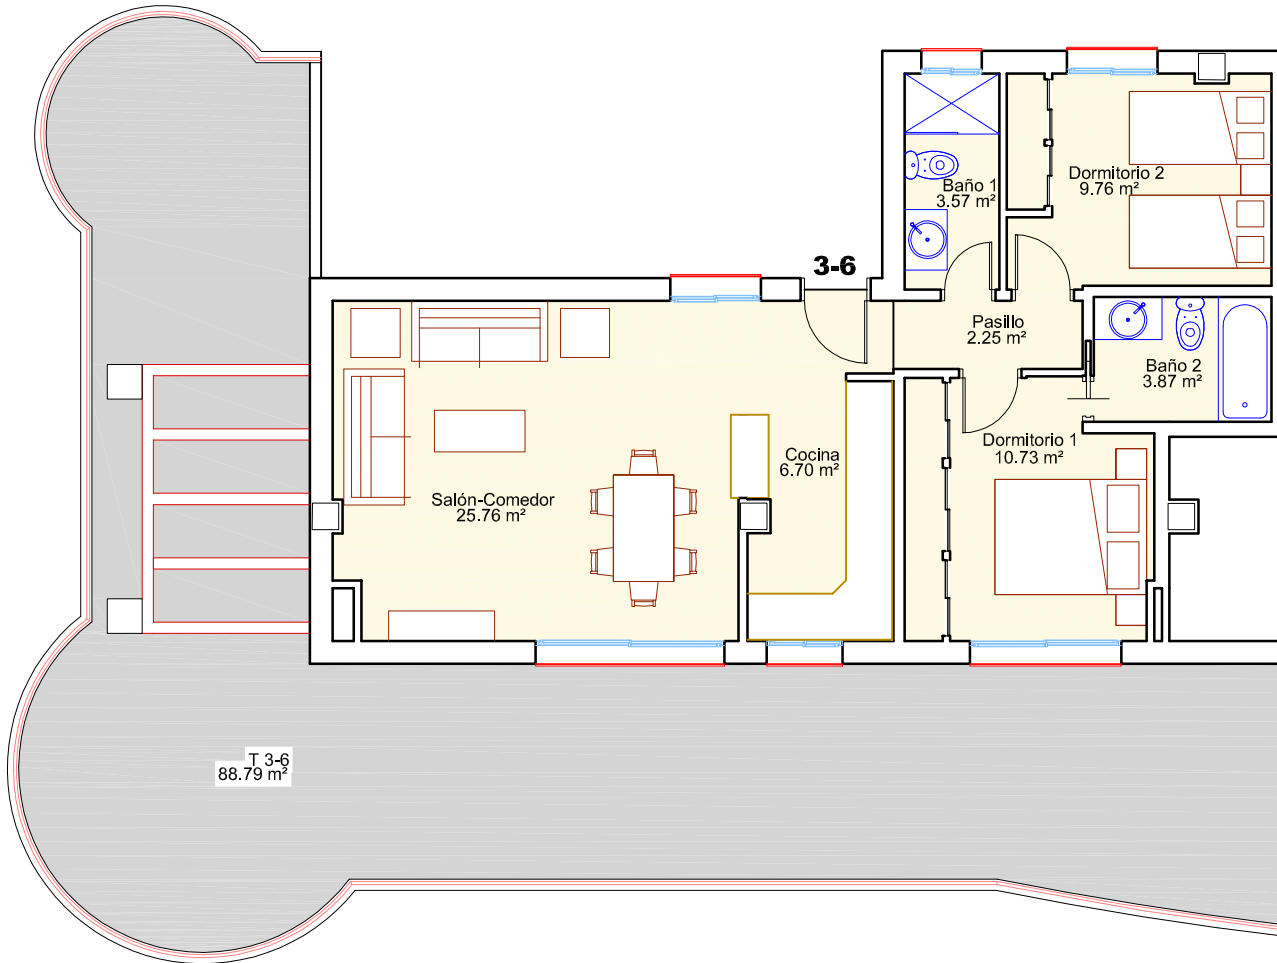 Baño 1
3.57 m²
Dormitorio 2
9.76 m²
3-6
Pasillo
2.25 m²
Baño 2
3.87 m²
Dormitorio 1
10.73 m²
Cocina
6.70 m²
Salón-Comedor
25.76 m²
T 3-6
88.79 m²